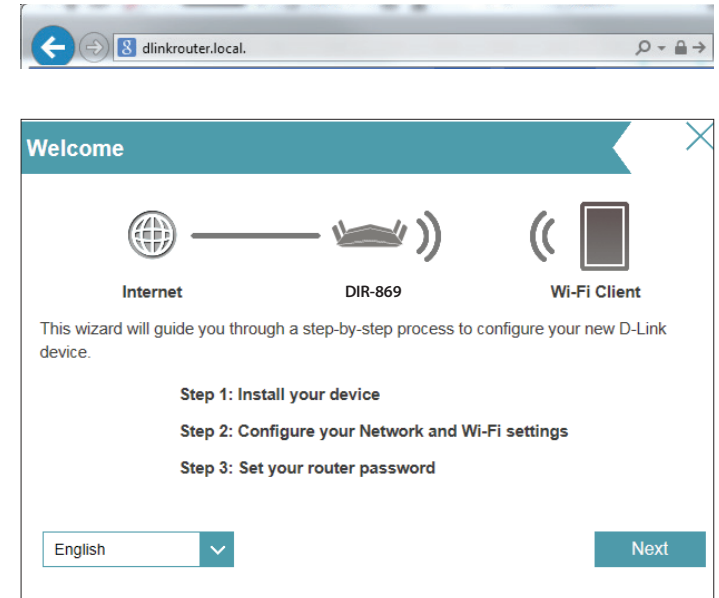 dlinkrouter.local.
Welcome
Internet
DIR-869
Wi-Fi Client
This wizard will guide you through a step-by-step process to configure your new D-Link
device.
Step 1: Install your device
Step 2: Configure your Network and Wi-Fi settings
Step 3: Set your router password
English
Next